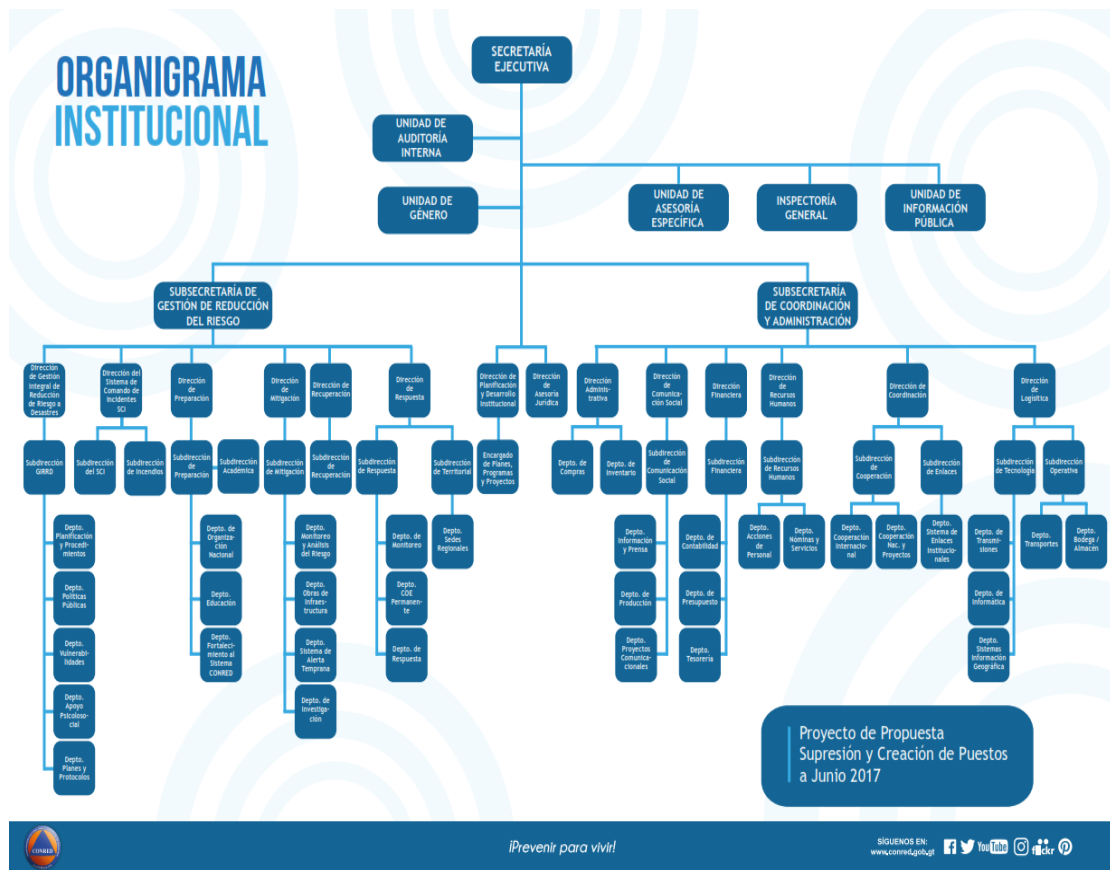 ORGANIGRAMA
INSTITUCIONAL
SECRETARÍA
EJECUTIVA
UNIDAD DE
AUDITORÍA
INTERNA
UNIDAD DE
GÉNERO
UNIDAD DE
ASESORÍA
ESPECÍFICA
INSPECTORÍA
GENERAL
UNIDAD DE
INFORMACIÓN
PÚBLICA
SUBSECRETARÍA DE
GESTIÓN DE REDUCCIÓN
DEL RIESGO
SUBSECRETARÍA
DE COORDINACIÓN
Y ADMINISTRACIÓN
Dirección
de Gestión
Integral de
Reducción
de Riesgo a
Desastres
Dirección del
Sistema de
Comando de
Incidentes
SCI
Dirección
de
Preparación
Dirección
de
Mitigación
Dirección
de
Recuperación
Dirección
de
Respuesta
Dirección de
Planificación
y Desarrollo
Institucional
Dirección
de
Asesoría
Jurídica
Dirección
Adminis-
trativa
Dirección
de
Comunica-
ción Social
Dirección
Financiera
Dirección
de
Recursos
Humanos
Dirección de
Coordinación
Dirección
de
Logísitica
Subdirección
GIRRD
Subdirección
del SCI
Subdirección
de Incendios
Subdirección
de
Preparación
Subdirección
Académica
Subdirección
de Mitigación
Subdirección
de
Recuperación
Subdirección
de Respuesta
Subdirección
de Territorial
Encargado
de Planes,
Programas
y Proyectos
Depto. de
Compras
Depto. de
Inventario
Subdirección
de
Comunicación
Social
Subdirección
Financiera
Subdirección
de Recursos
Humanos
Subdirección
de
Cooperación
Subdirección
de Enlaces
Subdirección
de Tecnología
Subdirección
Operativa
Depto.
Planificación
y Procedi-
mientos
Depto.
Políticas
Públicas
Depto.
Vulnerabi-
lidades
Depto.
Apoyo
Psicoloso-
cial
Depto.
Planes y
Protocolos
Depto. de
Organiza-
ción
Nacional
Depto.
Educación
Depto.
Fortaleci-
miento al
Sistema
CONRED
Depto.
Monitoreo
y Análisis
del Riesgo
Depto.
Obras de
Infraes-
tructura
Depto.
Sistema de
Alerta
Temprana
Depto. de
Investiga-
ción
Depto.
de Monitoreo
Depto.
COE
Permanen-
te
Depto.
de Respuesta
Depto.
Sedes
Regionales
Depto.
Información
y Prensa
Depto. de
Producción
Depto.
Proyectos
Comunica-
cionales
Depto. de
Contabilidad
Depto. de
Presupuesto
Depto.
Tesorería
Depto.
Acciones
de
Personal
Depto.
Nóminas y
Servicios
Depto.
Cooperación
Internacio-
nal
Depto.
Cooperación
Nac. y
Proyectos
Depto.
Sistema de
Enlaces
Institucio-
nales
Depto. de
Transmi-
siones
Depto. de
Informática
Depto.
Sistemas
Información
Geográfica
Depto.
Transportes
Depto.
Bodega /
Almacén
Proyecto de Propuesta
Supresión y Creación de Puestos
a Junio 2017
CONRED
¡Prevenir para vivir!
SÍGUENOS EN:
www.conred.gob.gt
YouTube
flickr